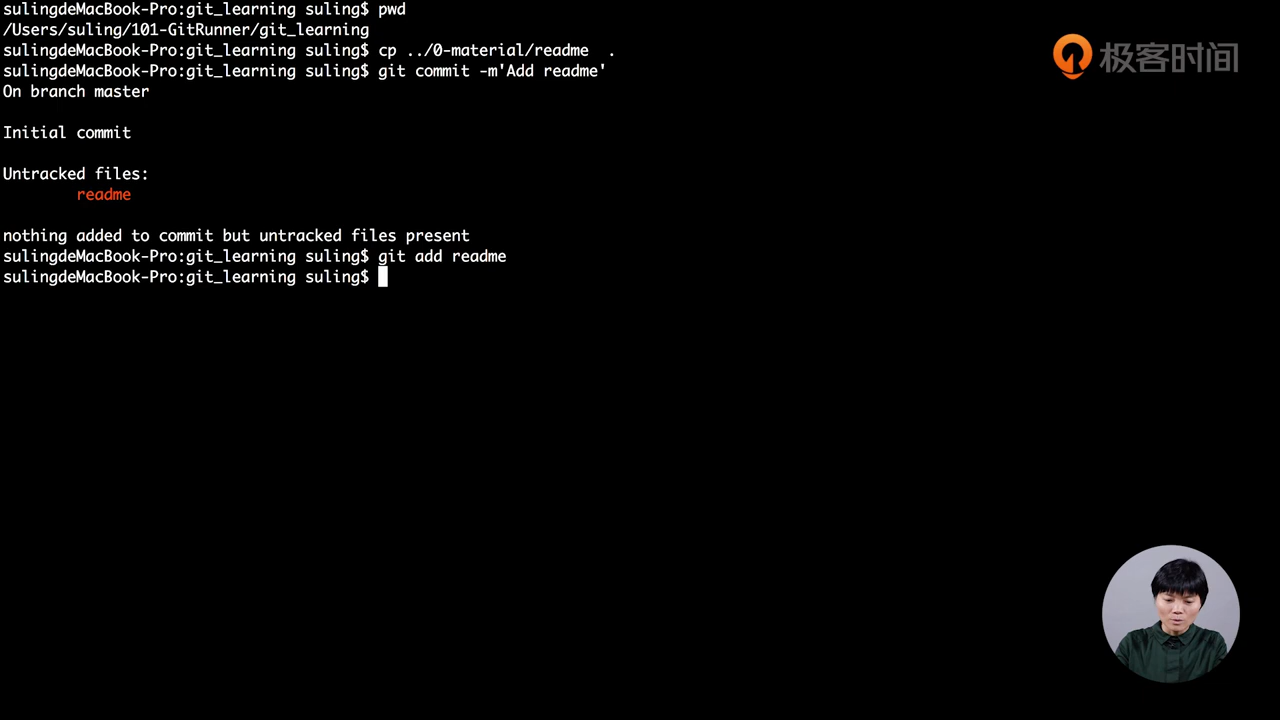 sulingdeMacBook-Pro:git_learning suling$ pwd
/Users/suling/101-GitRunner/git_learning
sulingdeMacBook-Pro:git_learning suling$ cp ../0-material/readme  .
sulingdeMacBook-Pro:git_learning suling$ git commit -m'Add readme'
On branch master
Initial commit
Untracked files:
readme
nothing added to commit but untracked files present
sulingdeMacBook-Pro:git_learning suling$ git add readme
sulingdeMacBook-Pro:git_learning suling$
极客时间